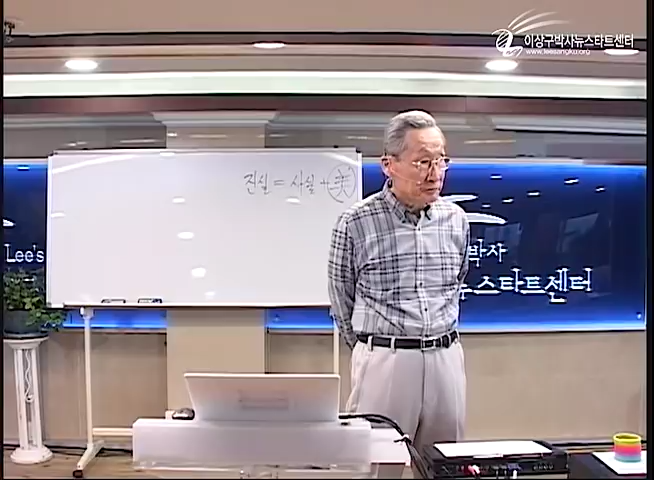 이상구박사뉴스타트센터
www.leesangku.org
진실 = 사실 + 美
Lee's
박사
뉴스타트센터